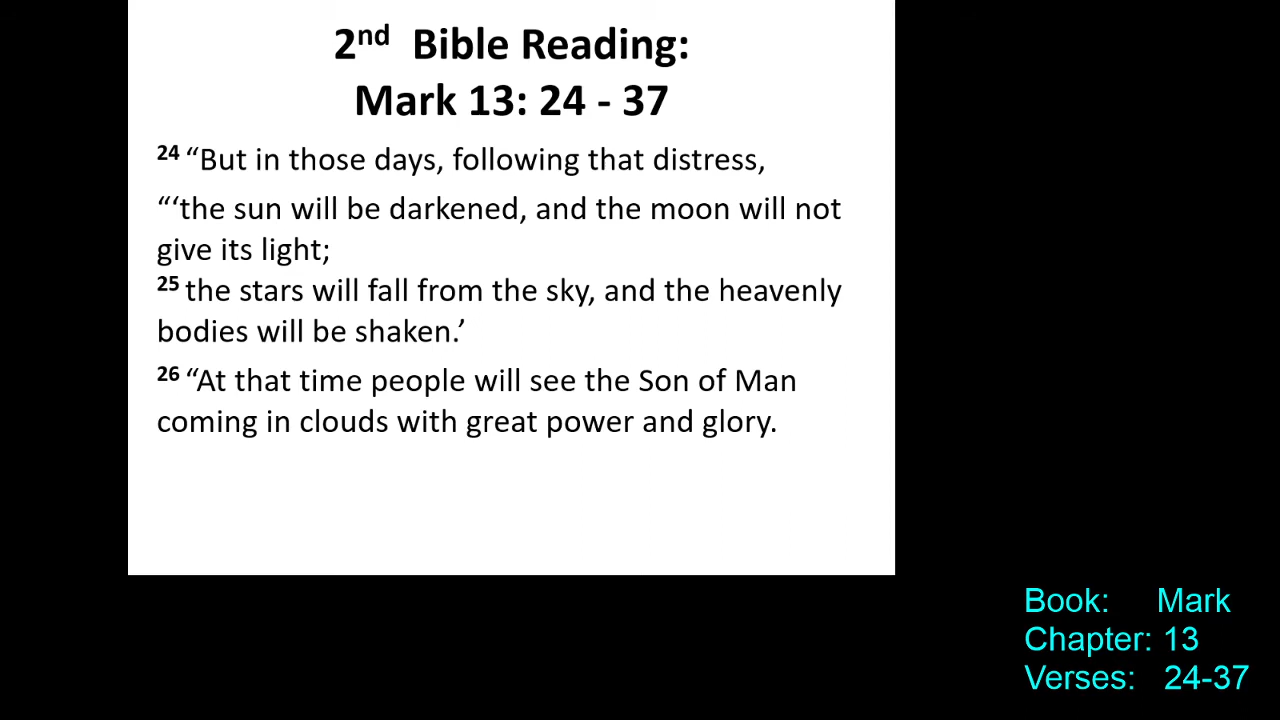 2nd Bible Reading:
Mark 13: 24 - 37
24 “But in those days, following that distress,
“‘the sun will be darkened, and the moon will not
give its light;
25 the stars will fall from the sky, and the heavenly
bodies will be shaken.’
26 “At that time people will see the Son of Man
coming in clouds with great power and glory.
Book: Mark
Chapter: 13
Verses: 24-37